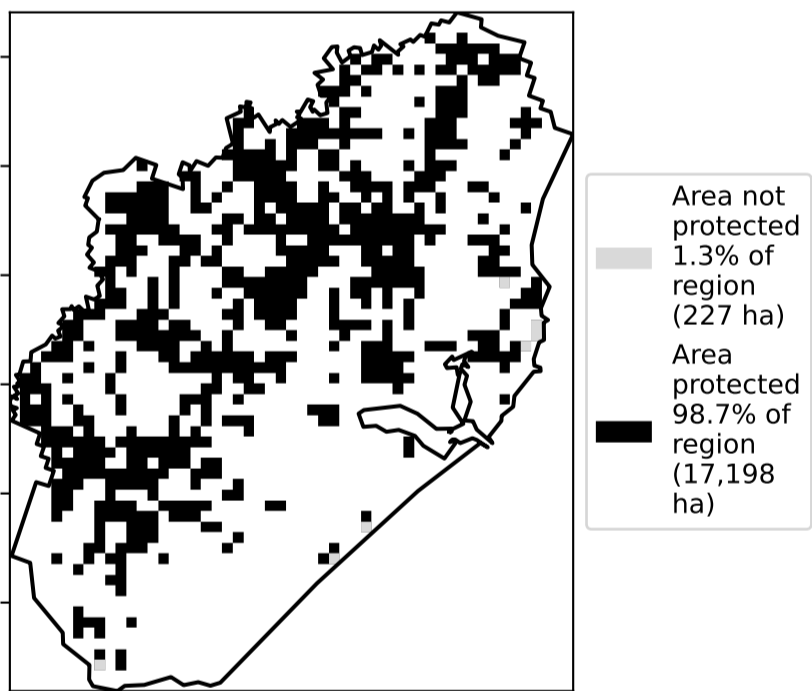 Area not
protected
1.3% of
region
(227 ha)
Area
protected
98.7% of
region
(17,198
ha)